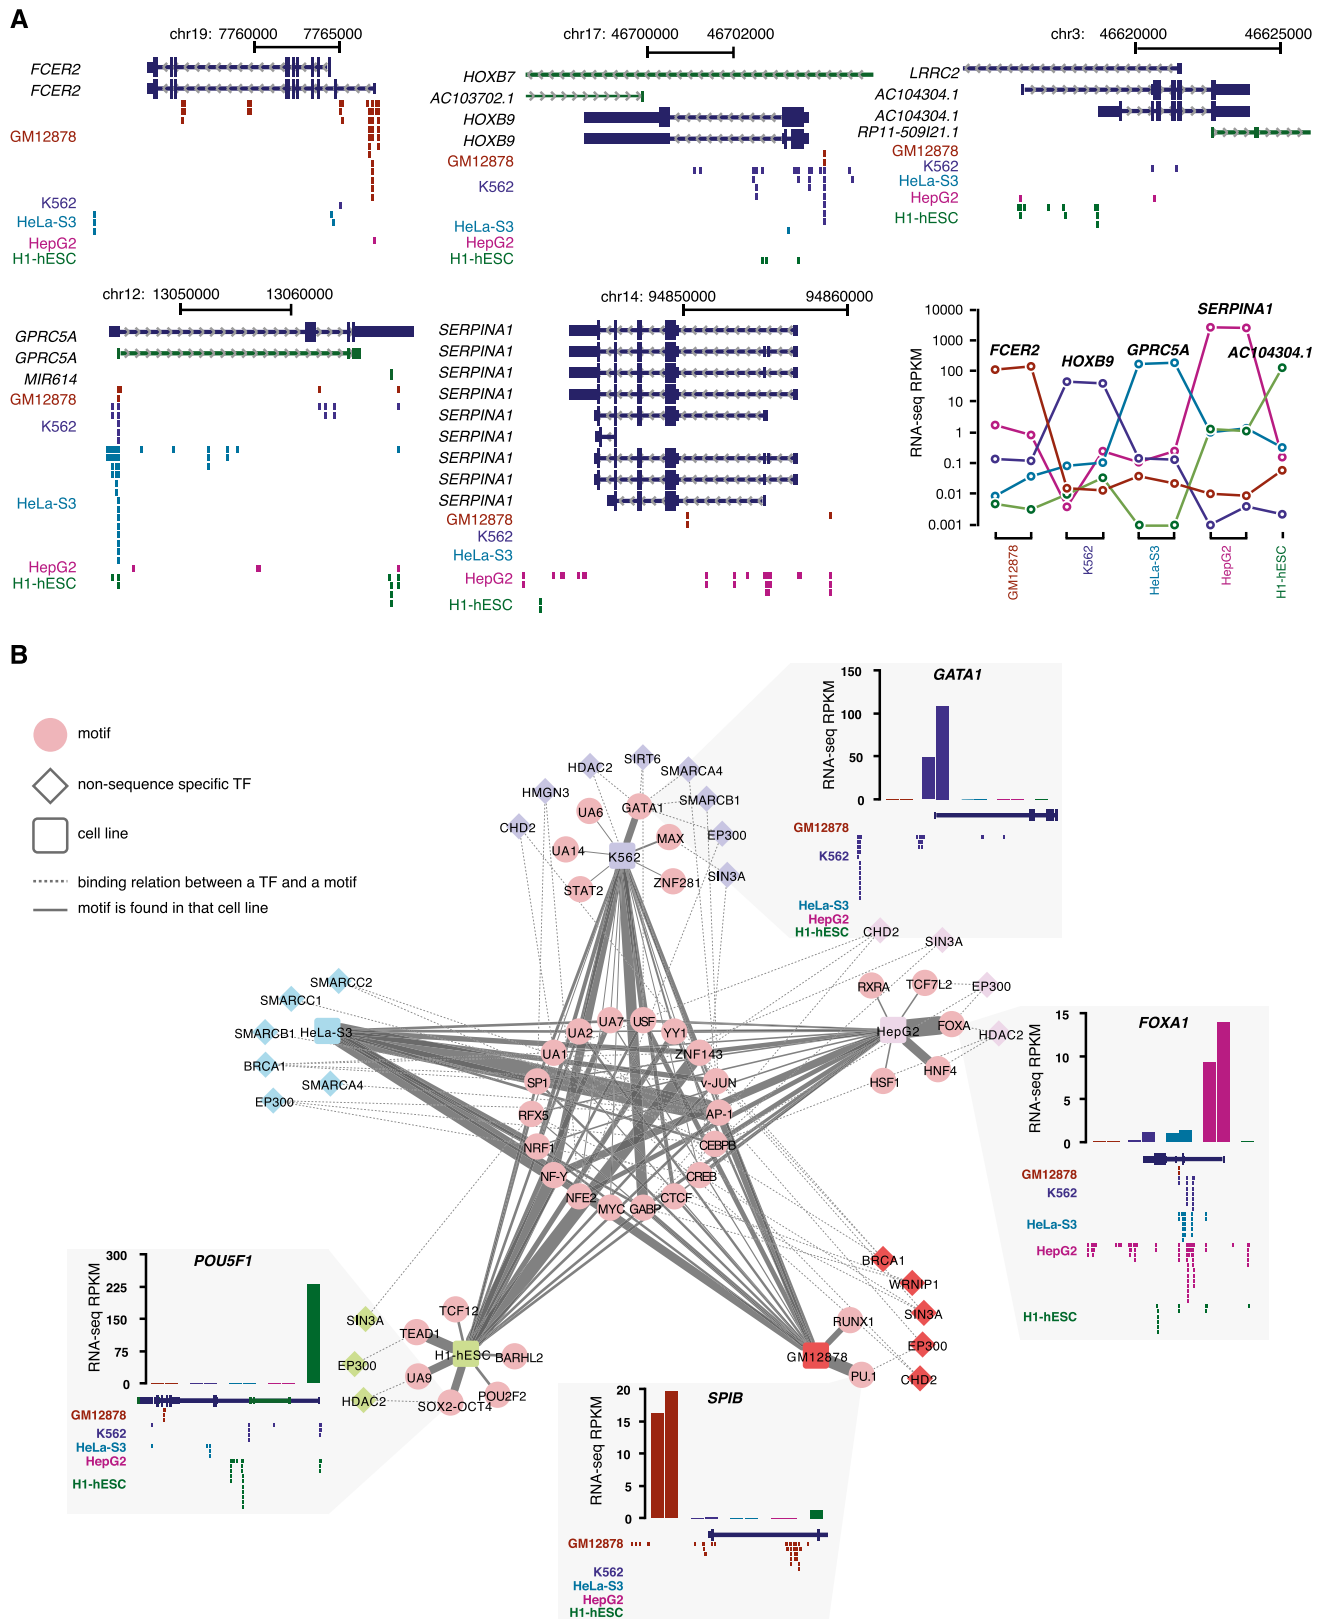 A
chr19: 7760000 7765000
FCER2
FCER2
GM12878
K562
HeLa-S3
HepG2
H1-hESC
chr17: 46700000 46702000
HOXB7
AC103702.1
HOXB9
HOXB9
GM12878
K562
HeLa-S3
HepG2
H1-hESC
chr3: 46620000 46625000
LRRC2
AC104304.1
AC104304.1
RP11-509I21.1
GM12878
K562
HeLa-S3
HepG2
H1-hESC
chr12: 13050000 13060000
GPRC5A
GPRC5A
MIR614
GM12878
K562
HeLa-S3
HepG2
H1-hESC
chr14: 94850000 94860000
SERPINA1
SERPINA1
SERPINA1
SERPINA1
SERPINA1
SERPINA1
SERPINA1
SERPINA1
SERPINA1
GM12878
K562
HeLa-S3
HepG2
H1-hESC
RNA-seq RPKM
10000
1000
100
10
1
0.1
0.01
0.001
FCER2
HOXB9
GPRC5A
SERPINA1
AC104304.1
GM12878
K562
HeLa-S3
HepG2
H1-hESC
B
motif
non-sequence specific TF
cell line
binding relation between a TF and a motif
motif is found in that cell line
GATA1
RNA-seq RPKM
150
100
50
0
GM12878
K562
HeLa-S3
HepG2
H1-hESC
SIRT6
HDAC2
SMARCA4
HMGN3
SMARCB1
CHD2
EP300
SIN3A
UA6
GATA1
MAX
UA14
K562
STAT2
ZNF281
CHD2
SIN3A
EP300
HDAC2
RXRA
TCF7L2
HepG2
FOXA
HNF4
HSF1
SMARCC2
SMARCC1
SMARCB1
HeLa-S3
BRCA1
SMARCA4
EP300
UA7
USF
UA2
YY1
UA1
ZNF143
SP1
v-JUN
RFX5
AP-1
NRF1
CEBPB
NF-Y
CREB
NFE2
CTCF
MYC
GABP
FOXA1
RNA-seq RPKM
15
10
5
0
GM12878
K562
HeLa-S3
HepG2
H1-hESC
BRCA1
WRNIP1
SIN3A
EP300
CHD2
RUNX1
GM12878
PU.1
POU5F1
RNA-seq RPKM
300
225
150
75
0
GM12878
K562
HeLa-S3
HepG2
H1-hESC
SIN3A
EP300
HDAC2
TCF12
TEAD1
H1-hESC
BARHL2
UA9
POU2F2
SOX2-OCT4
SPIB
RNA-seq RPKM
20
15
10
5
0
GM12878
K562
HeLa-S3
HepG2
H1-hESC